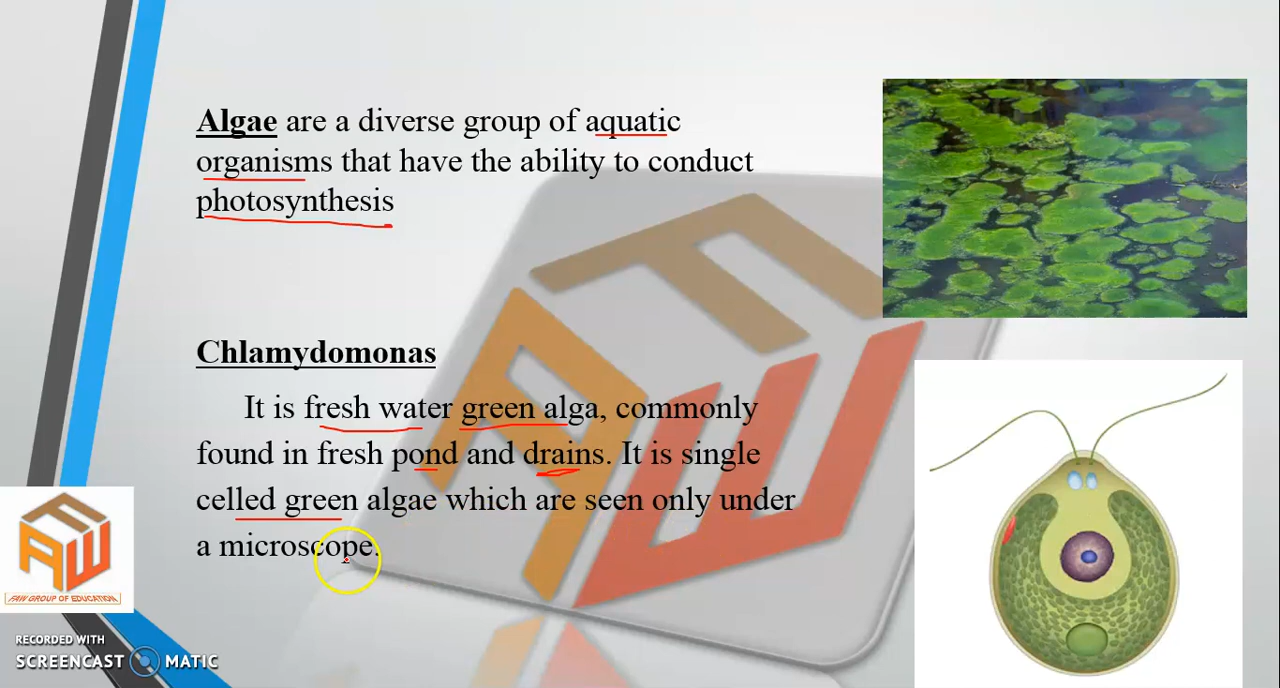 Algae are a diverse group of aquatic
organisms that have the ability to conduct
photosynthesis
Chlamydomonas
It is fresh water green alga, commonly
found in fresh pond and drains. It is single
celled green algae which are seen only under
a microscope.
FAW GROUP OF EDUCATION
RECORDED WITH
SCREENCAST MATIC